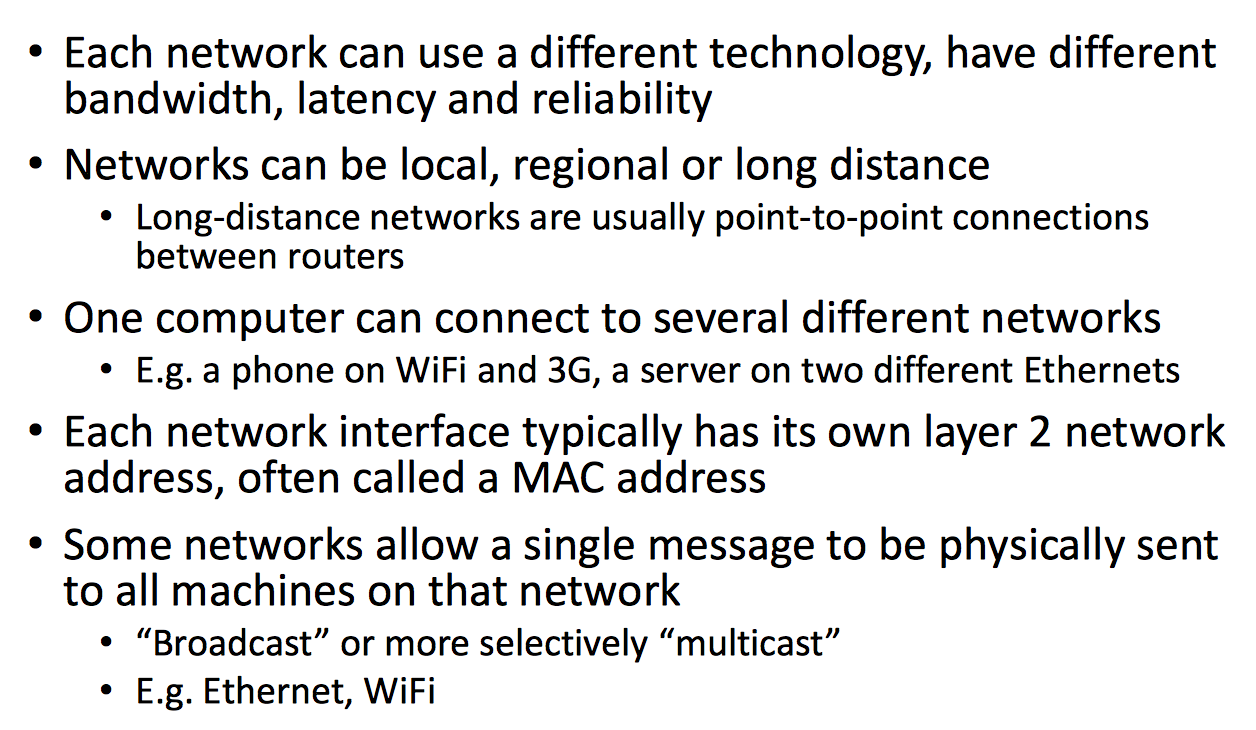 • Each network can use a different technology, have different
bandwidth, latency and reliability
• Networks can be local, regional or long distance
• Long-distance networks are usually point-to-point connections
between routers
• One computer can connect to several different networks
• E.g. a phone on WiFi and 3G, a server on two different Ethernets
• Each network interface typically has its own layer 2 network
address, often called a MAC address
• Some networks allow a single message to be physically sent
to all machines on that network
• “Broadcast” or more selectively “multicast”
• E.g. Ethernet, WiFi